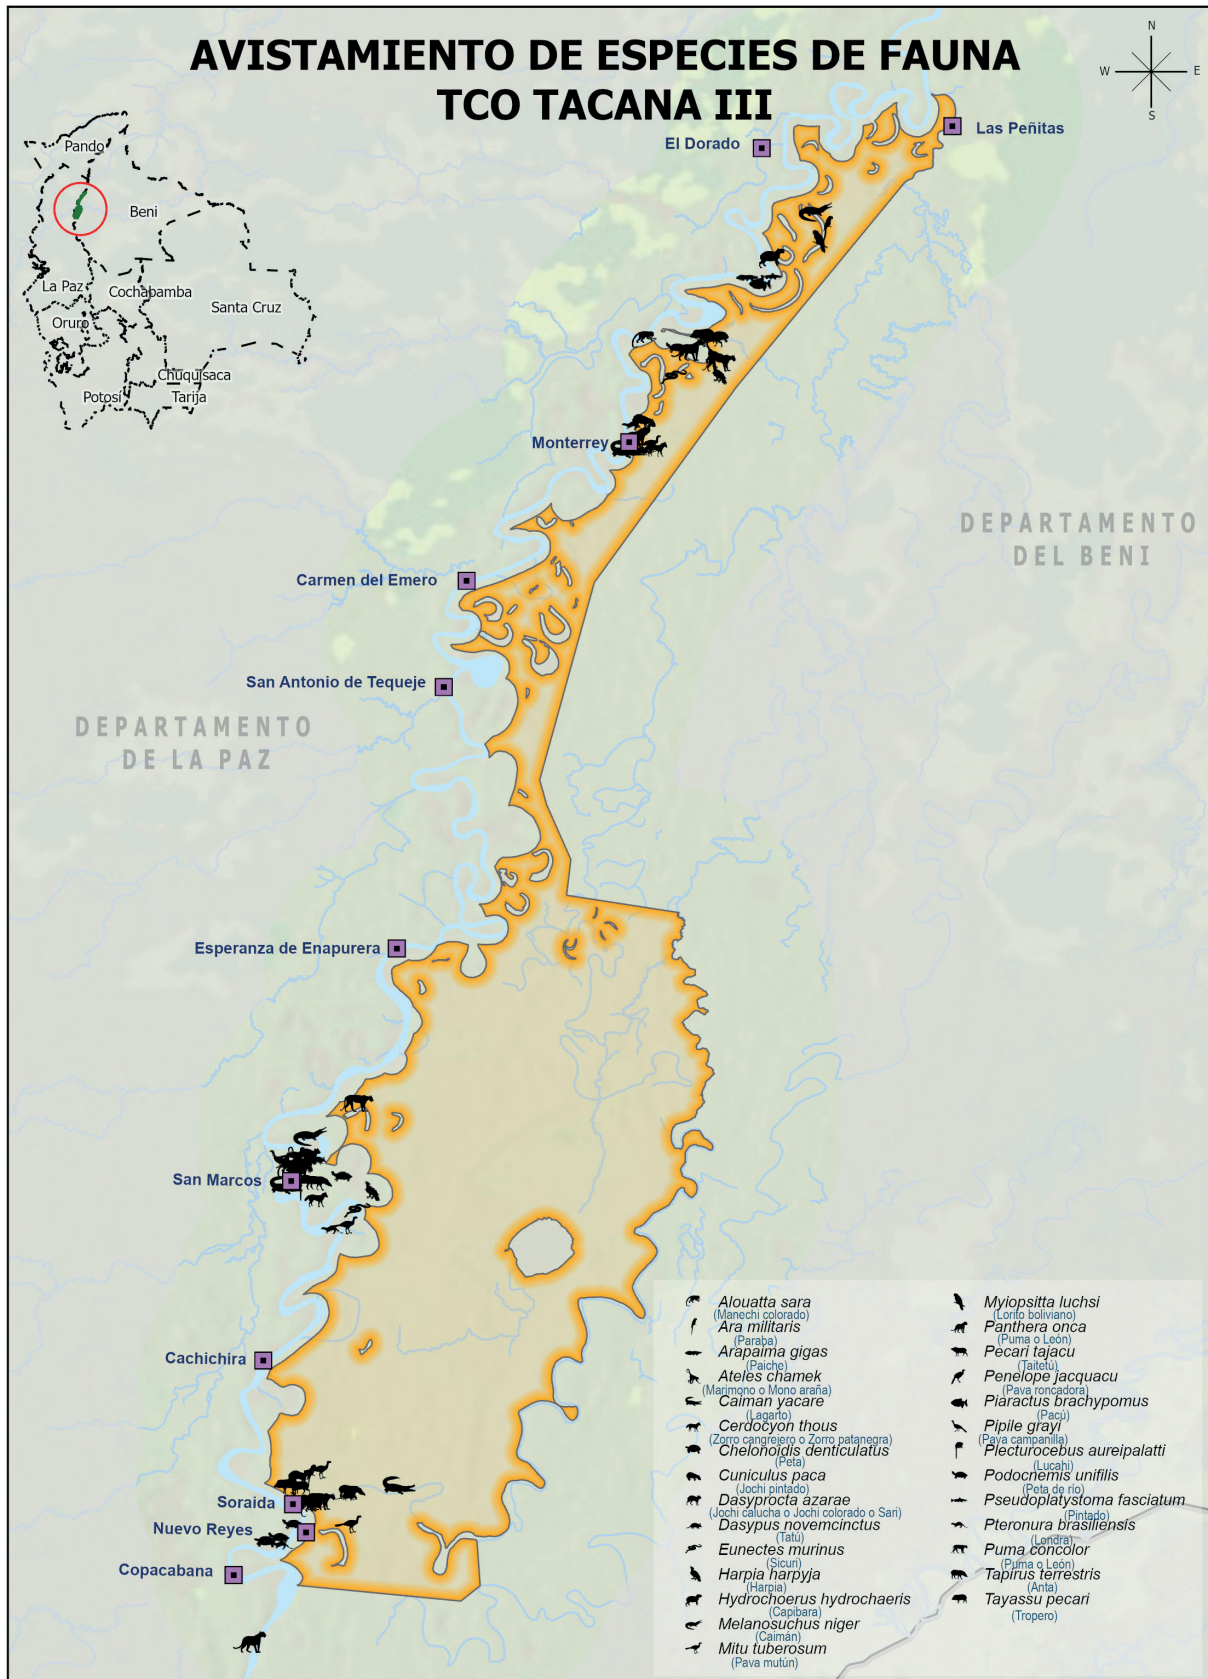 AVISTAMIENTO DE ESPECIES DE FAUNA
TCO TACANA III
N
W
E
S
Pando
Beni
La Paz
Cochabamba
Santa Cruz
Oruro
Chuquisaca
Potosí
Tarija
Las Peñitas
El Dorado
Monterrey
DEPARTAMENTO
DEL BENI
Carmen del Emero
San Antonio de Tequeje
DEPARTAMENTO
DE LA PAZ
Esperanza de Enapurera
San Marcos
Cachichira
Soraida
Nuevo Reyes
Copacabana
Alouatta sara
(Manechi colorado)
Ara militaris
(Paraba)
Arapaima gigas
(Paiche)
Ateles chamek
(Marimono o Mono araña)
Caiman yacare
(Lagarto)
Cerdocyon thous
(Zorro cangrejero o Zorro patanegra)
Chelonoidis denticulatus
(Peta)
Cuniculus paca
(Jochi pintado)
Dasyprocta azarae
(Jochi calucha o Jochi colorado o Sari)
Dasypus novemcinctus
(Tatú)
Eunectes murinus
(Sicuri)
Harpia harpyja
(Harpia)
Hydrochoerus hydrochaeris
(Capibara)
Melanosuchus niger
(Caimán)
Mitu tuberosum
(Pava mutún)
Myiopsitta luchsi
(Lorito boliviano)
Panthera onca
(Puma o León)
Pecari tajacu
(Taitetú)
Penelope jacquacu
(Pava roncadora)
Piaractus brachypomus
(Pacú)
Pipile grayi
(Pava campanilla)
Plecturocebus aureipalatti
(Lucahi)
Podocnemis unifilis
(Peta de río)
Pseudoplatystoma fasciatum
(Pintado)
Pteronura brasiliensis
(Londra)
Puma concolor
(Puma o León)
Tapirus terrestris
(Anta)
Tayassu pecari
(Tropero)